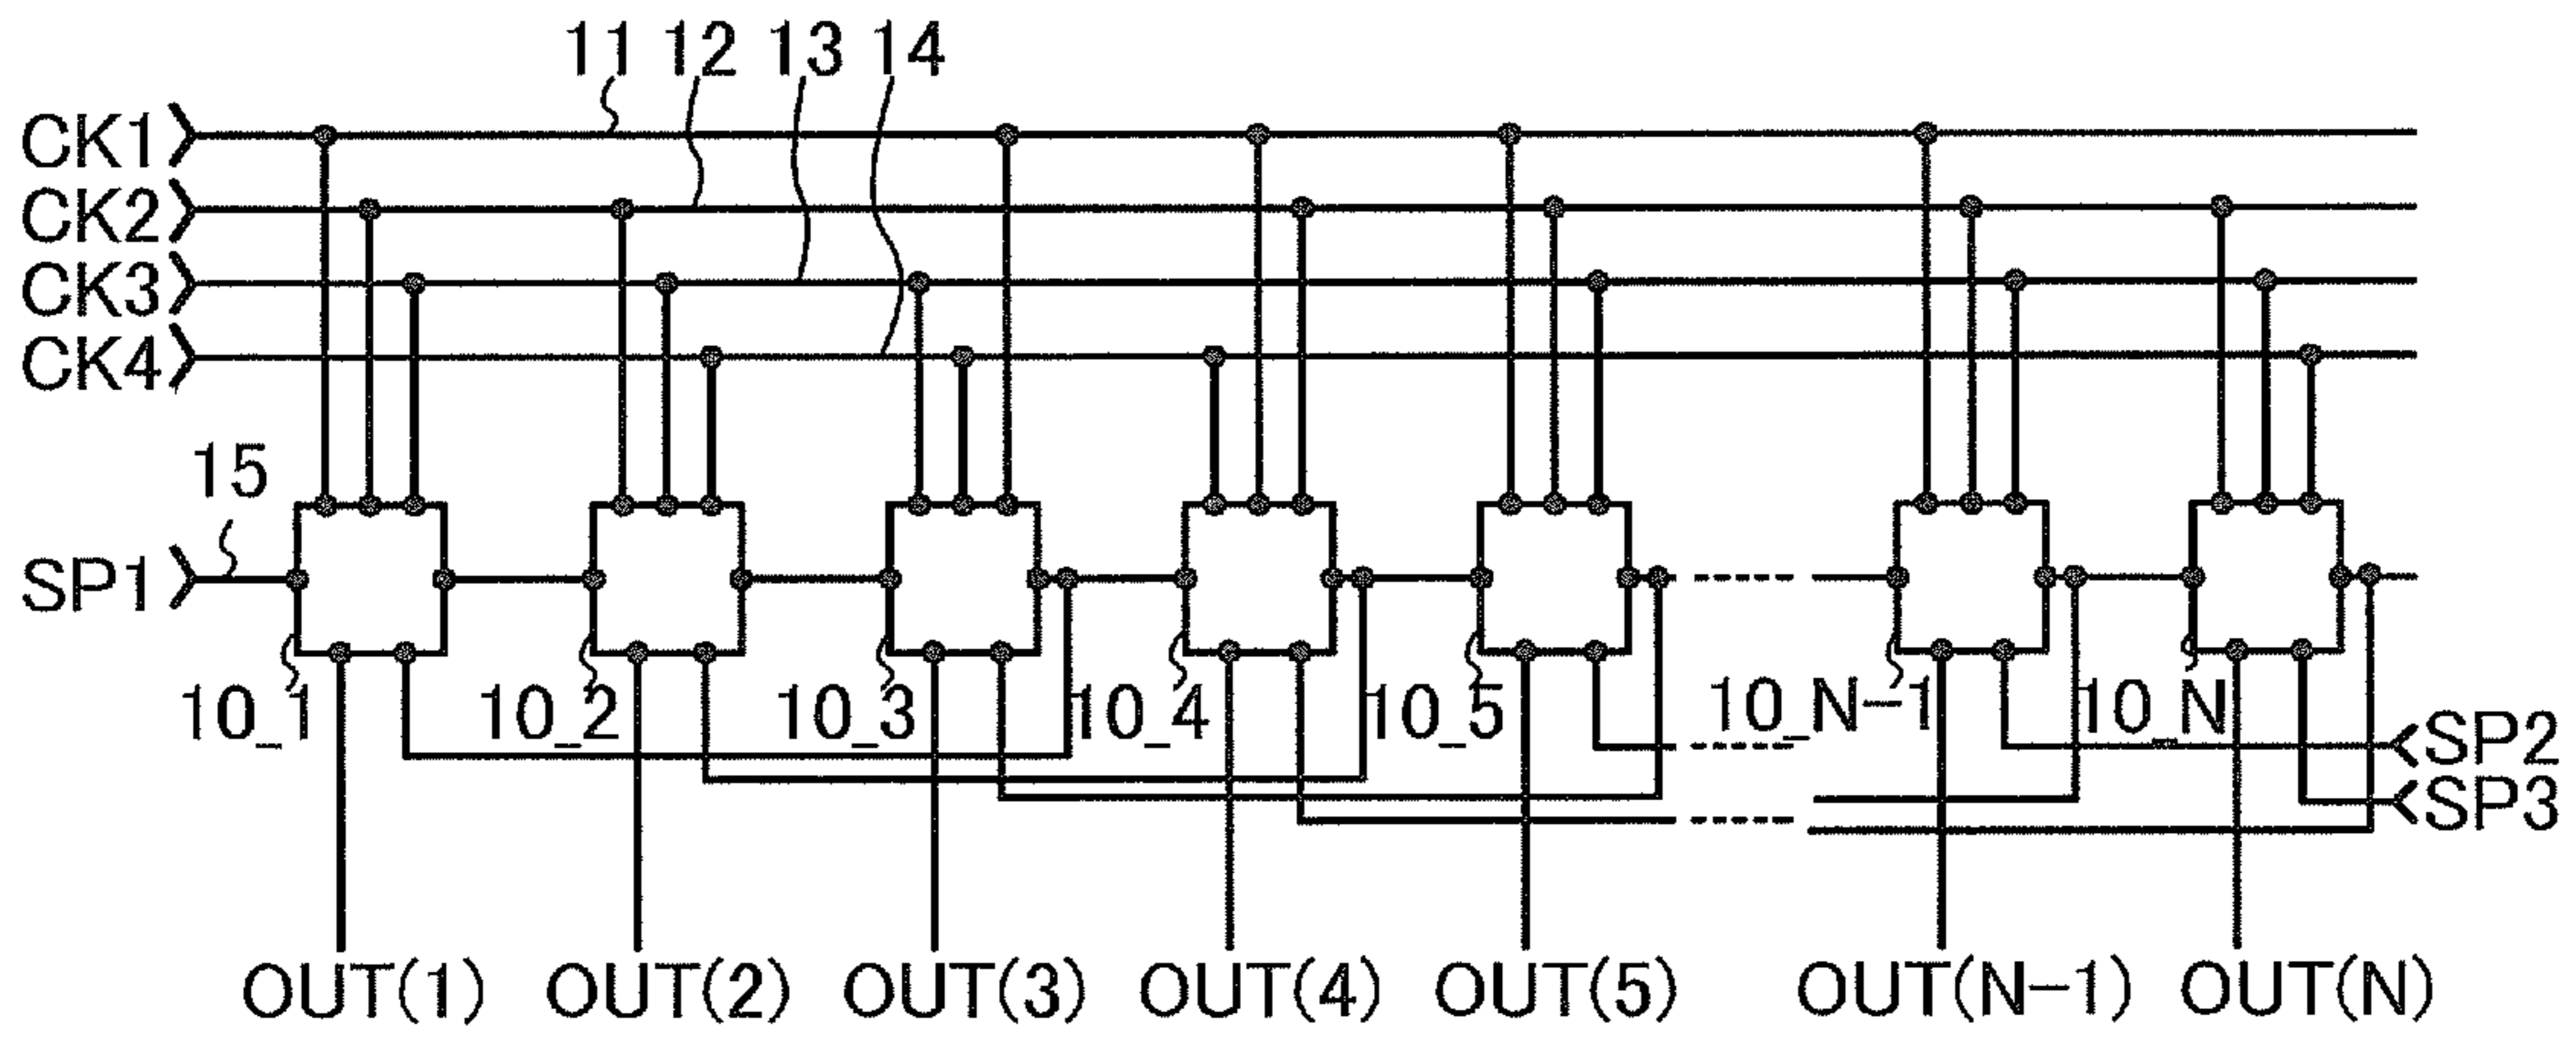 11 12 13 14
CK1
CK2
CK3
CK4
15
SP1
10_1 10_2 10_3 10_4 10_5 10_N-1 10_N
SP2
SP3
OUT(1) OUT(2) OUT(3) OUT(4) OUT(5) OUT(N-1) OUT(N)